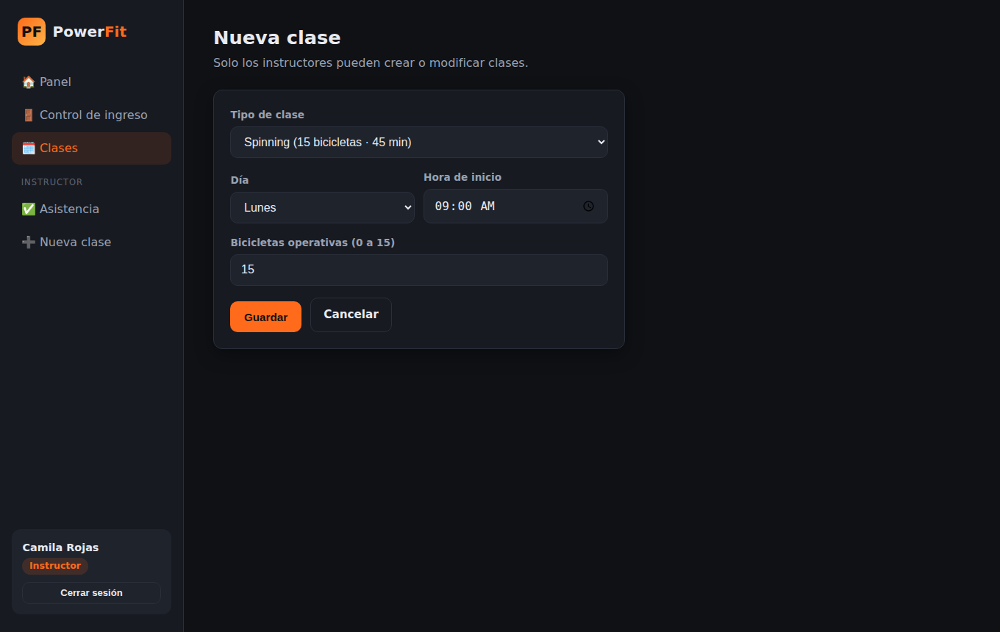 PF PowerFit
Panel
Control de ingreso
Clases
INSTRUCTOR
Asistencia
Nueva clase
Camila Rojas
Instructor
Cerrar sesión
Nueva clase
Solo los instructores pueden crear o modificar clases.
Tipo de clase
Spinning (15 bicicletas · 45 min)
Día
Hora de inicio
Lunes
09:00 AM
Bicicletas operativas (0 a 15)
15
Guardar
Cancelar